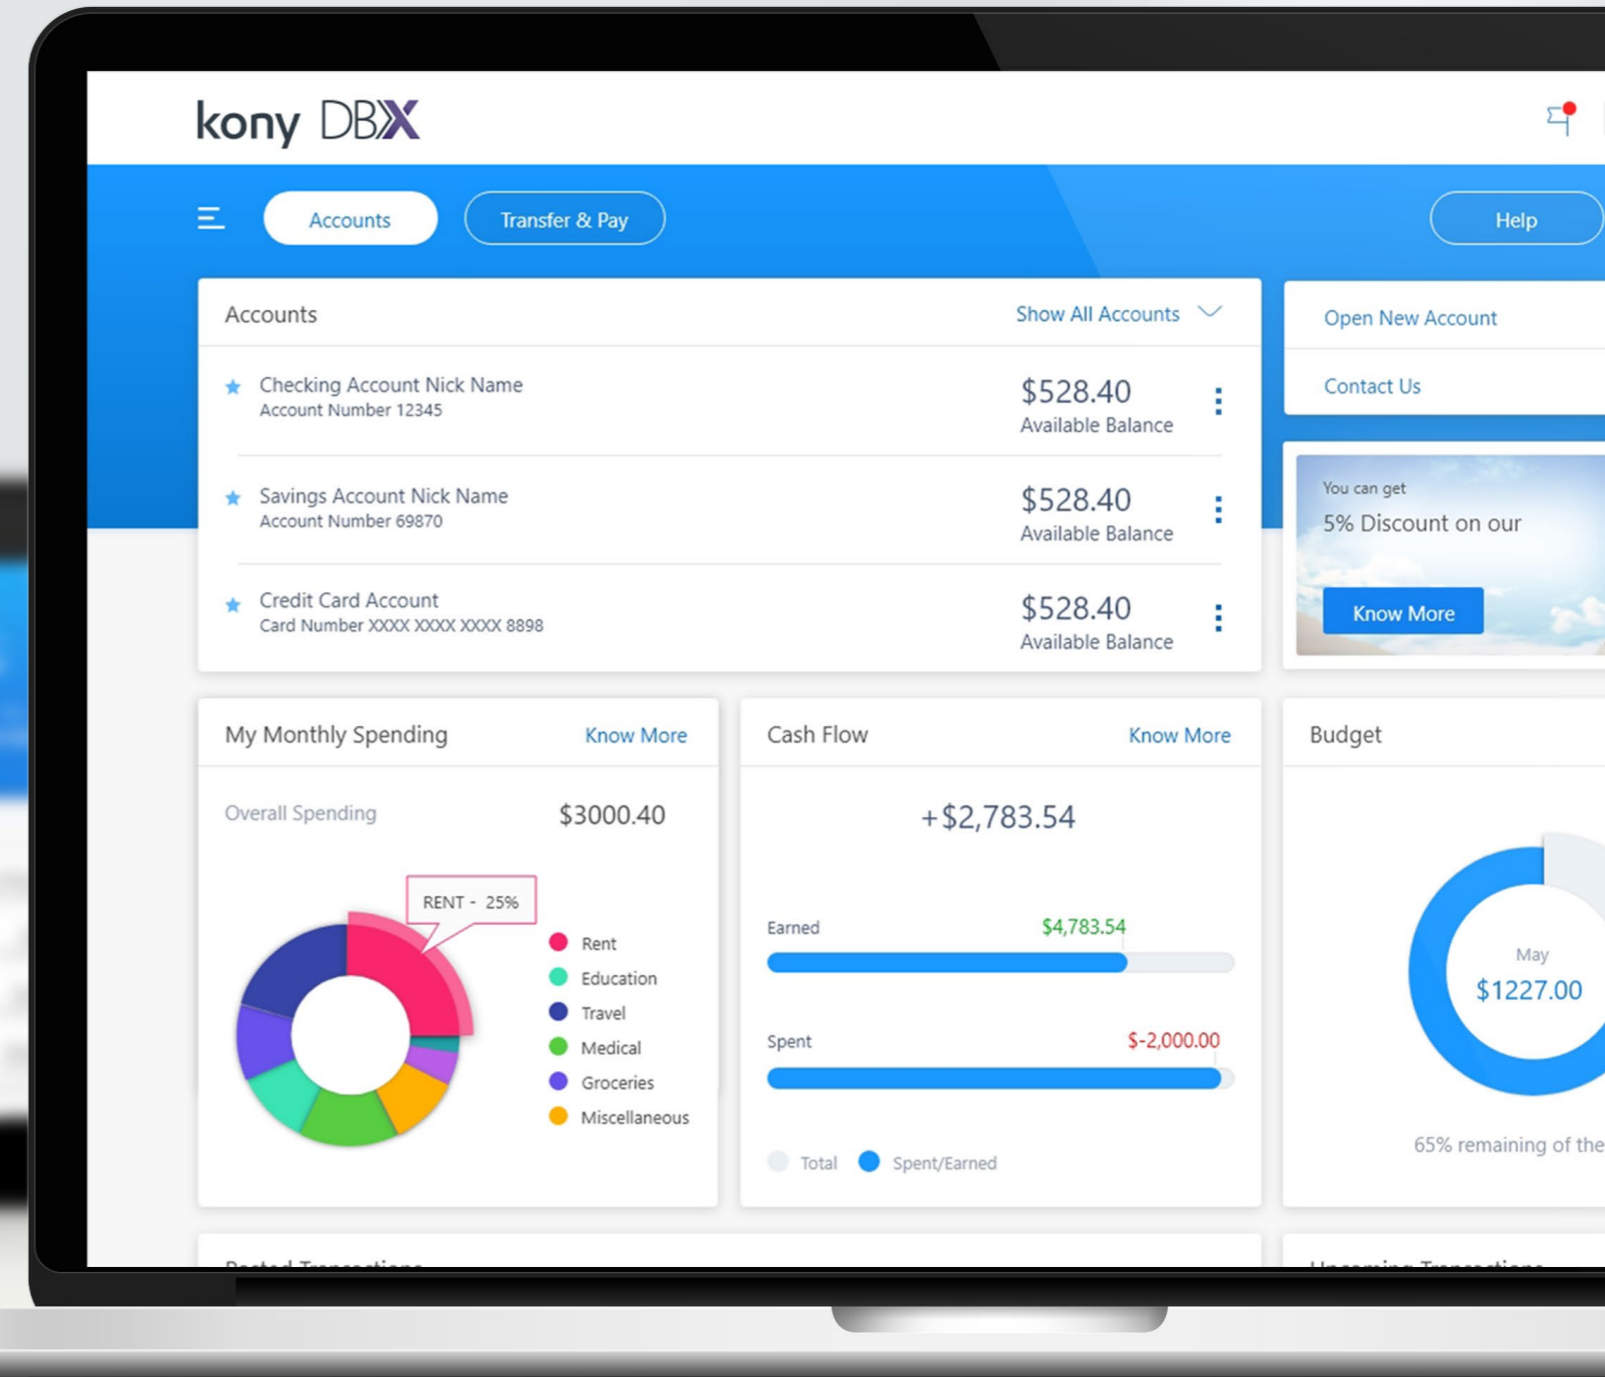 kony DBX
Accounts
Transfer & Pay
Help
Accounts
Show All Accounts
Checking Account Nick Name
Account Number 12345
$528.40
Available Balance
Savings Account Nick Name
Account Number 69870
$528.40
Available Balance
Credit Card Account
Card Number XXXX XXXX XXXX 8898
$528.40
Available Balance
Open New Account
Contact Us
You can get
5% Discount on our
Know More
My Monthly Spending
Know More
Overall Spending
$3000.40
RENT - 25%
Rent
Education
Travel
Medical
Groceries
Miscellaneous
Cash Flow
Know More
+$2,783.54
Earned
$4,783.54
Spent
$-2,000.00
Total
Spent/Earned
Budget
May
$1227.00
65% remaining of the
Posted Transactions
Upcoming Transactions